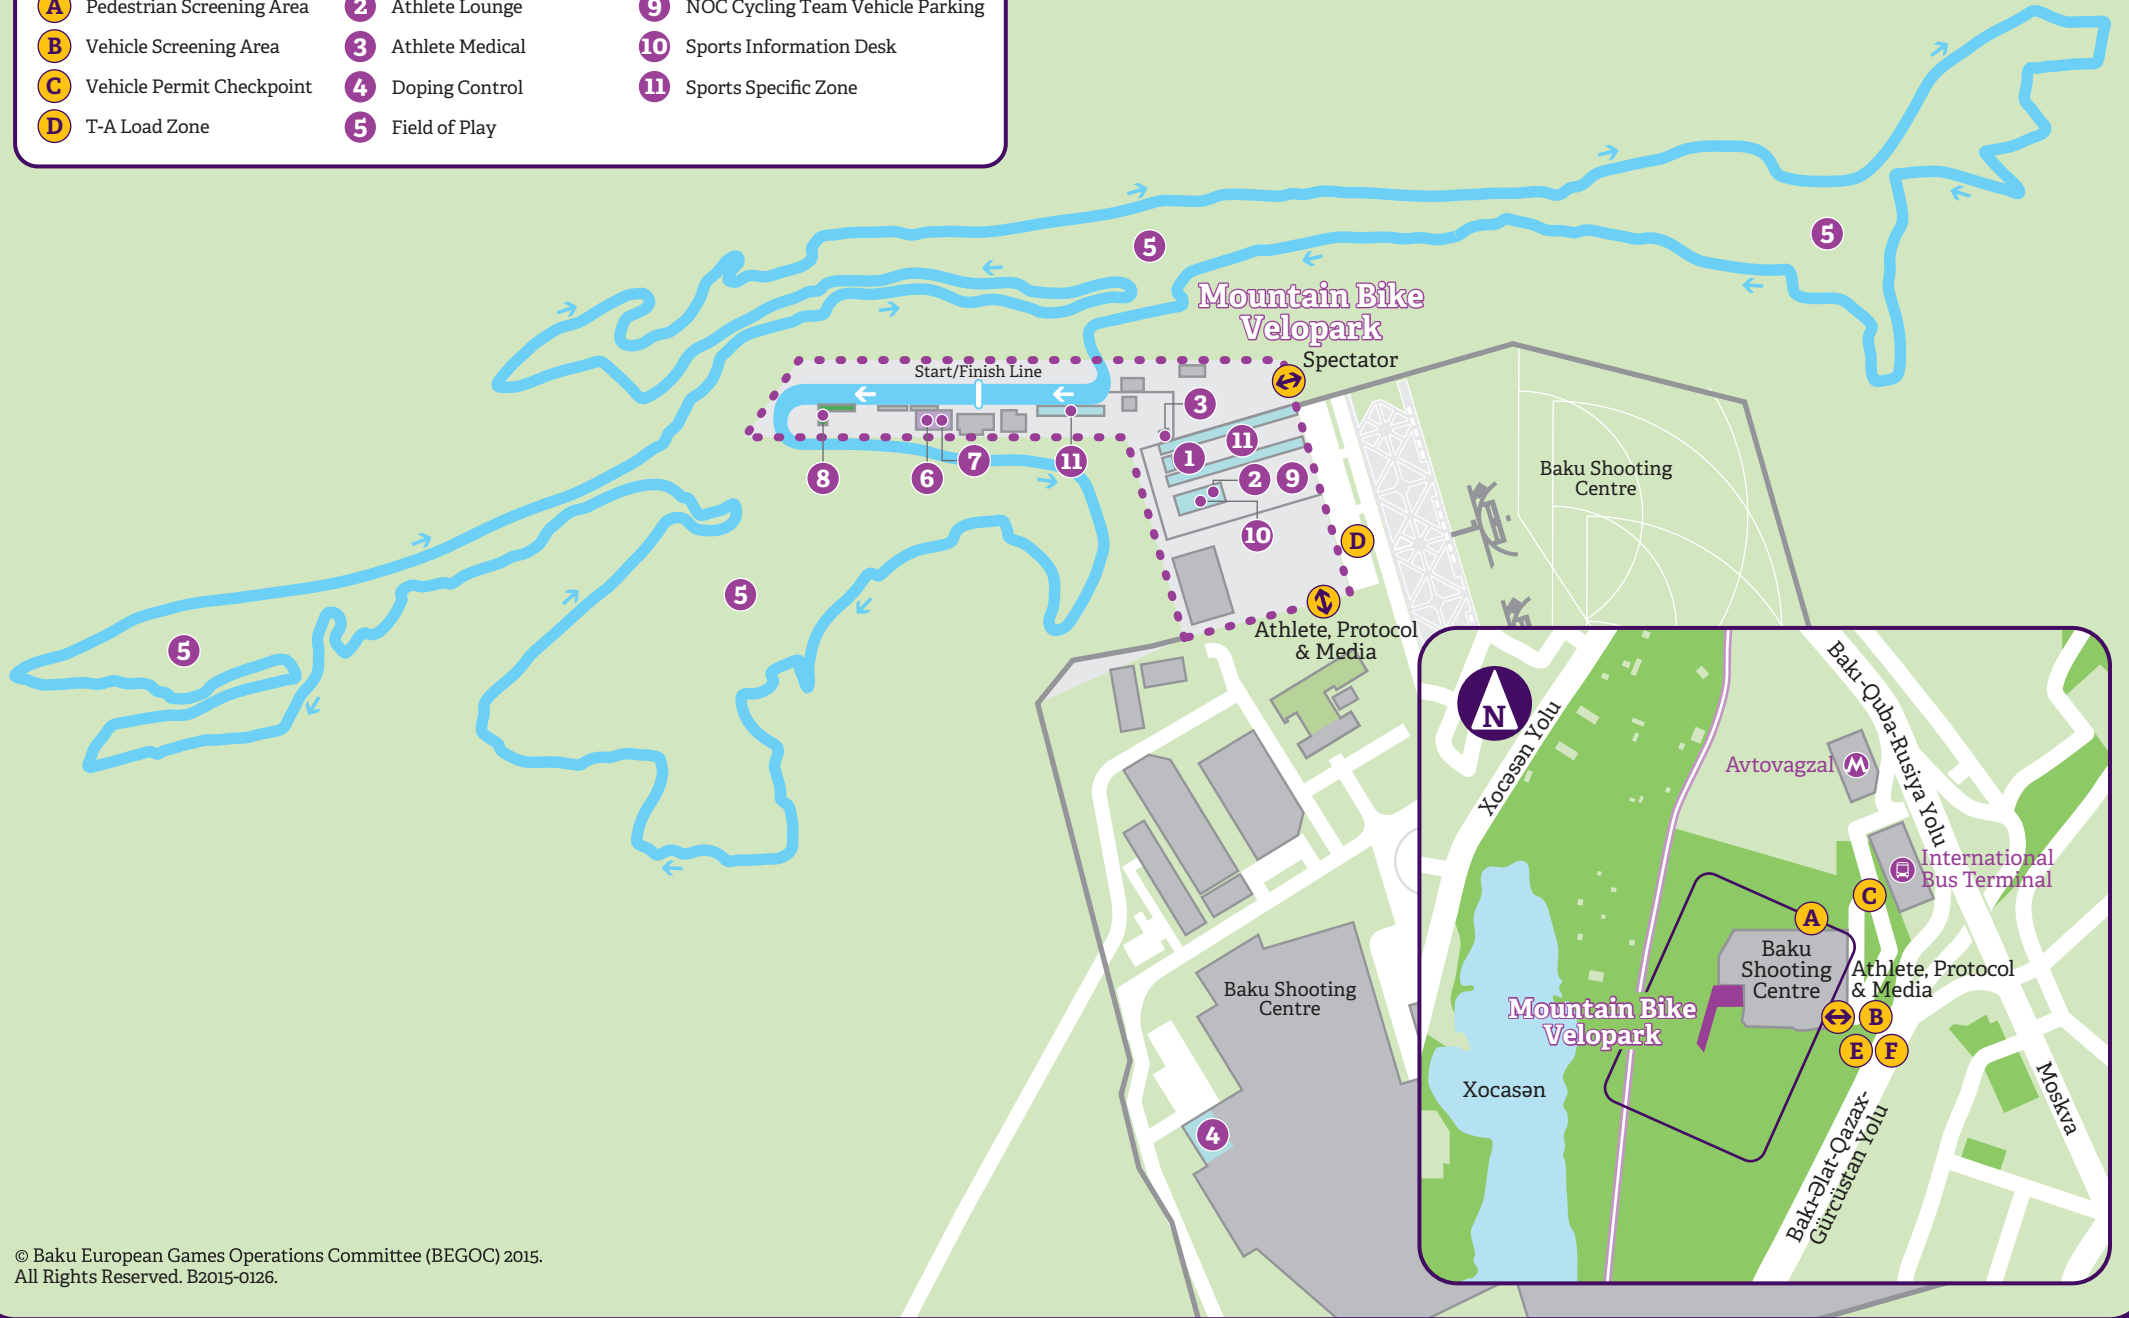 A Pedestrian Screening Area
B Vehicle Screening Area
C Vehicle Permit Checkpoint
D T-A Load Zone
2 Athlete Lounge
3 Athlete Medical
4 Doping Control
5 Field of Play
9 NOC Cycling Team Vehicle Parking
10 Sports Information Desk
11 Sports Specific Zone
5
5
Mountain Bike
Velopark
Spectator
Start/Finish Line
3
11
1
2
9
10
8
6
7
11
D
Baku Shooting
Centre
5
5
Athlete, Protocol
& Media
Baku Shooting
Centre
4
N
Xocəsən Yolu
Bakı-Quba-Rusiya Yolu
Avtovagzal
M
International
Bus Terminal
C
A
Baku
Shooting
Centre
Athlete, Protocol
& Media
Mountain Bike
Velopark
B
E
F
Xocasən
Moskva
Bakı-Əlat-Qazax-
Gürcüstan Yolu
© Baku European Games Operations Committee (BEGOC) 2015.
All Rights Reserved. B2015-0126.